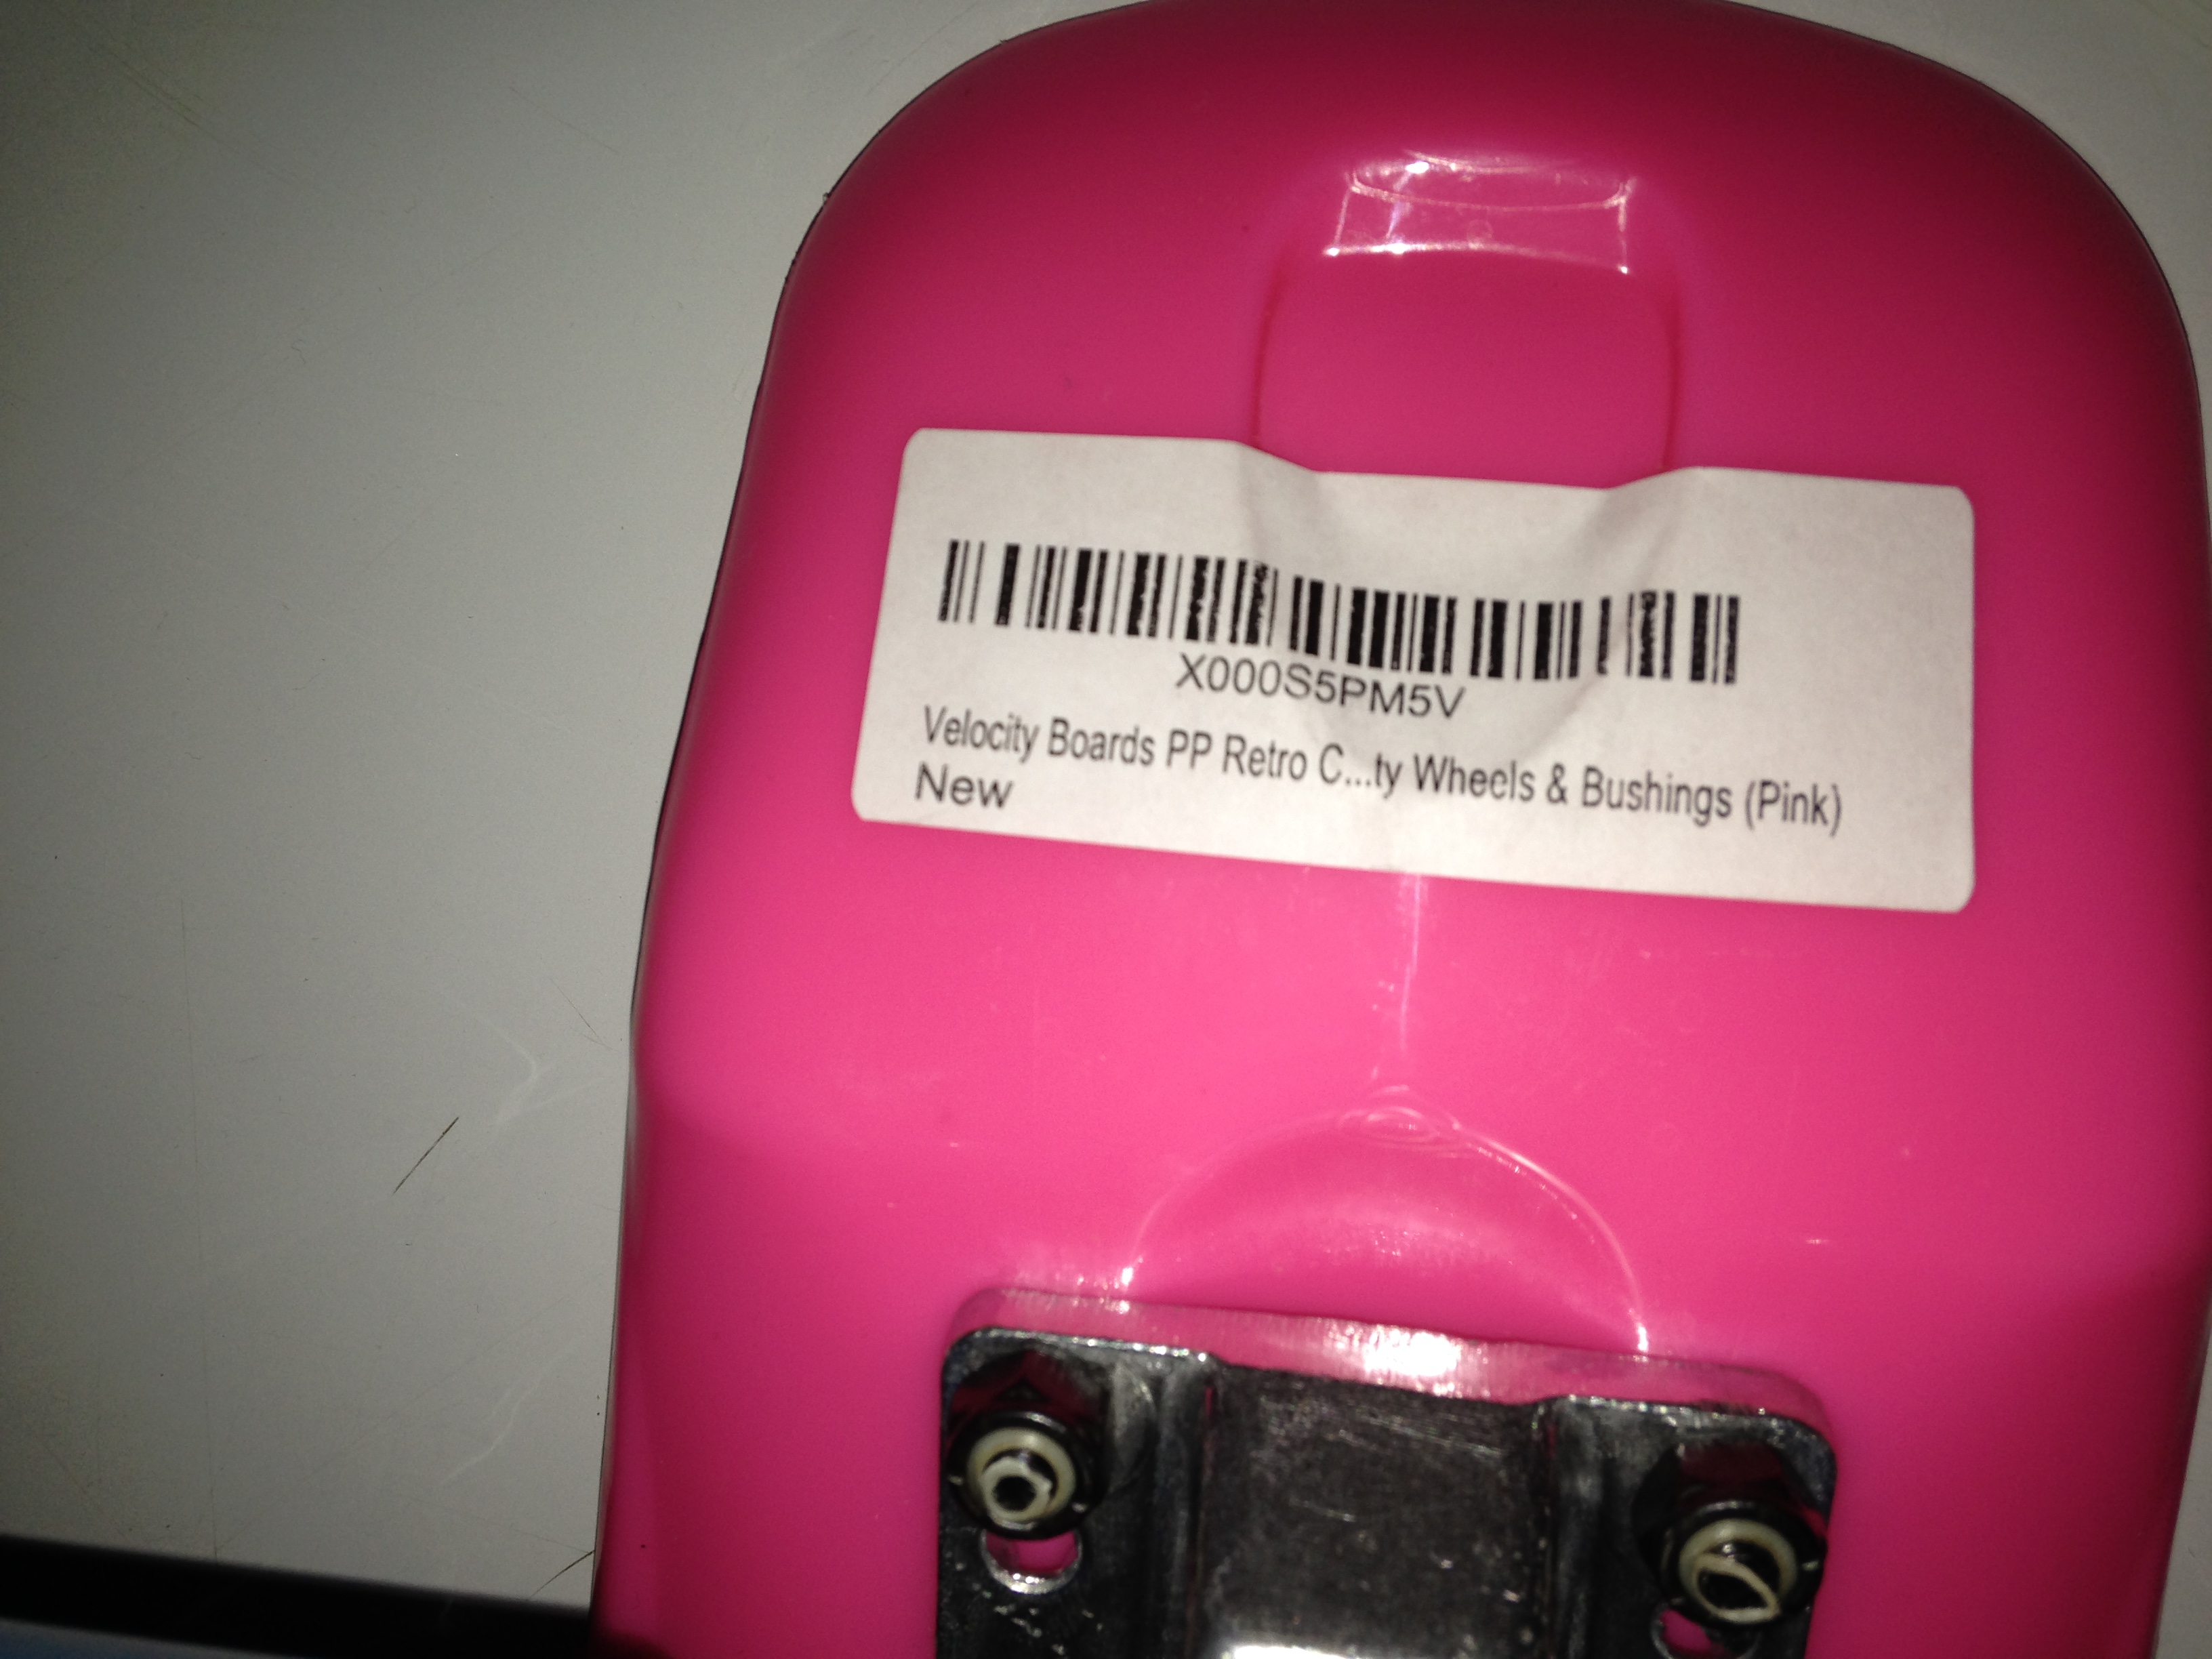 X000S5PM5V
Velocity Boards PP Retro C...ty Wheels & Bushings (Pink)
New